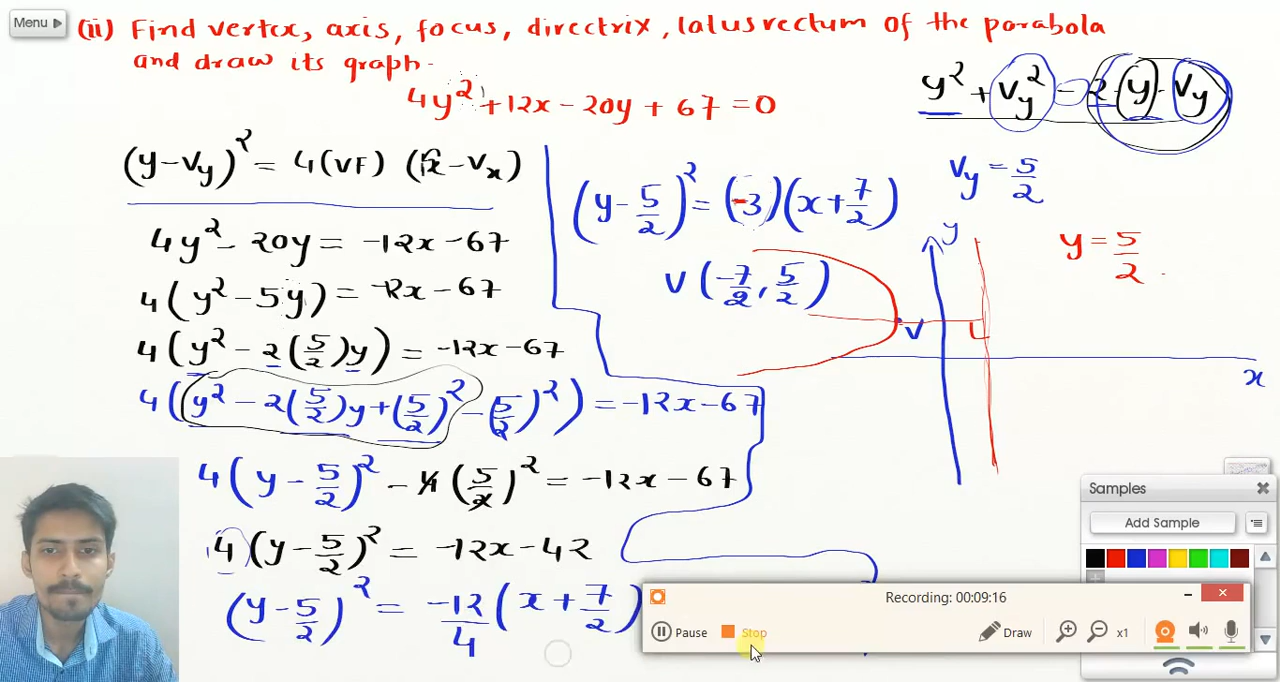 Menu
(ii) Find vertex, axis, focus, directrix, latusrectum of the parabola
and draw its graph.
4y² + 12x - 20y + 67 = 0
y² + Vy² - 2 · y · Vy
(y - Vy)² = 4(VF) (x - Vx)
4y² - 20y = -12x - 67
4(y² - 5y) = -12x - 67
4(y² - 2(5/2)y) = -12x - 67
4(y² - 2(5/2)y + (5/2)² - (5/2)²) = -12x - 67
4(y - 5/2)² - 4(5/2)² = -12x - 67
4(y - 5/2)² = -12x - 42
(y - 5/2)² = -12/4 (x + 7/2)
(y - 5/2)² = (-3)(x + 7/2)
V(-7/2, 5/2)
Vy = 5/2
y = 5/2
y
V
L
x
Samples
Add Sample
Recording: 00:09:16
Pause
Stop
Draw
x1